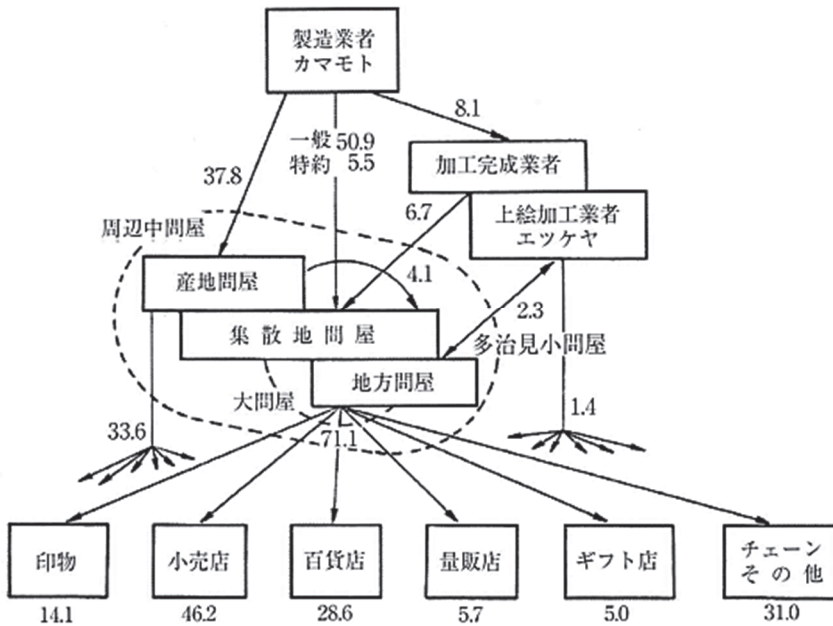 製造業者
カマモト
8.1
一般 50.9
特約 5.5
37.8
加工完成業者
6.7
上絵加工業者
エツケヤ
周辺中問屋
産地問屋
4.1
2.3
集散地問屋
多治見小問屋
地方問屋
大問屋
33.6
71.1
1.4
印物
小売店
百貨店
量販店
ギフト店
チェーン
その他
14.1
46.2
28.6
5.7
5.0
31.0